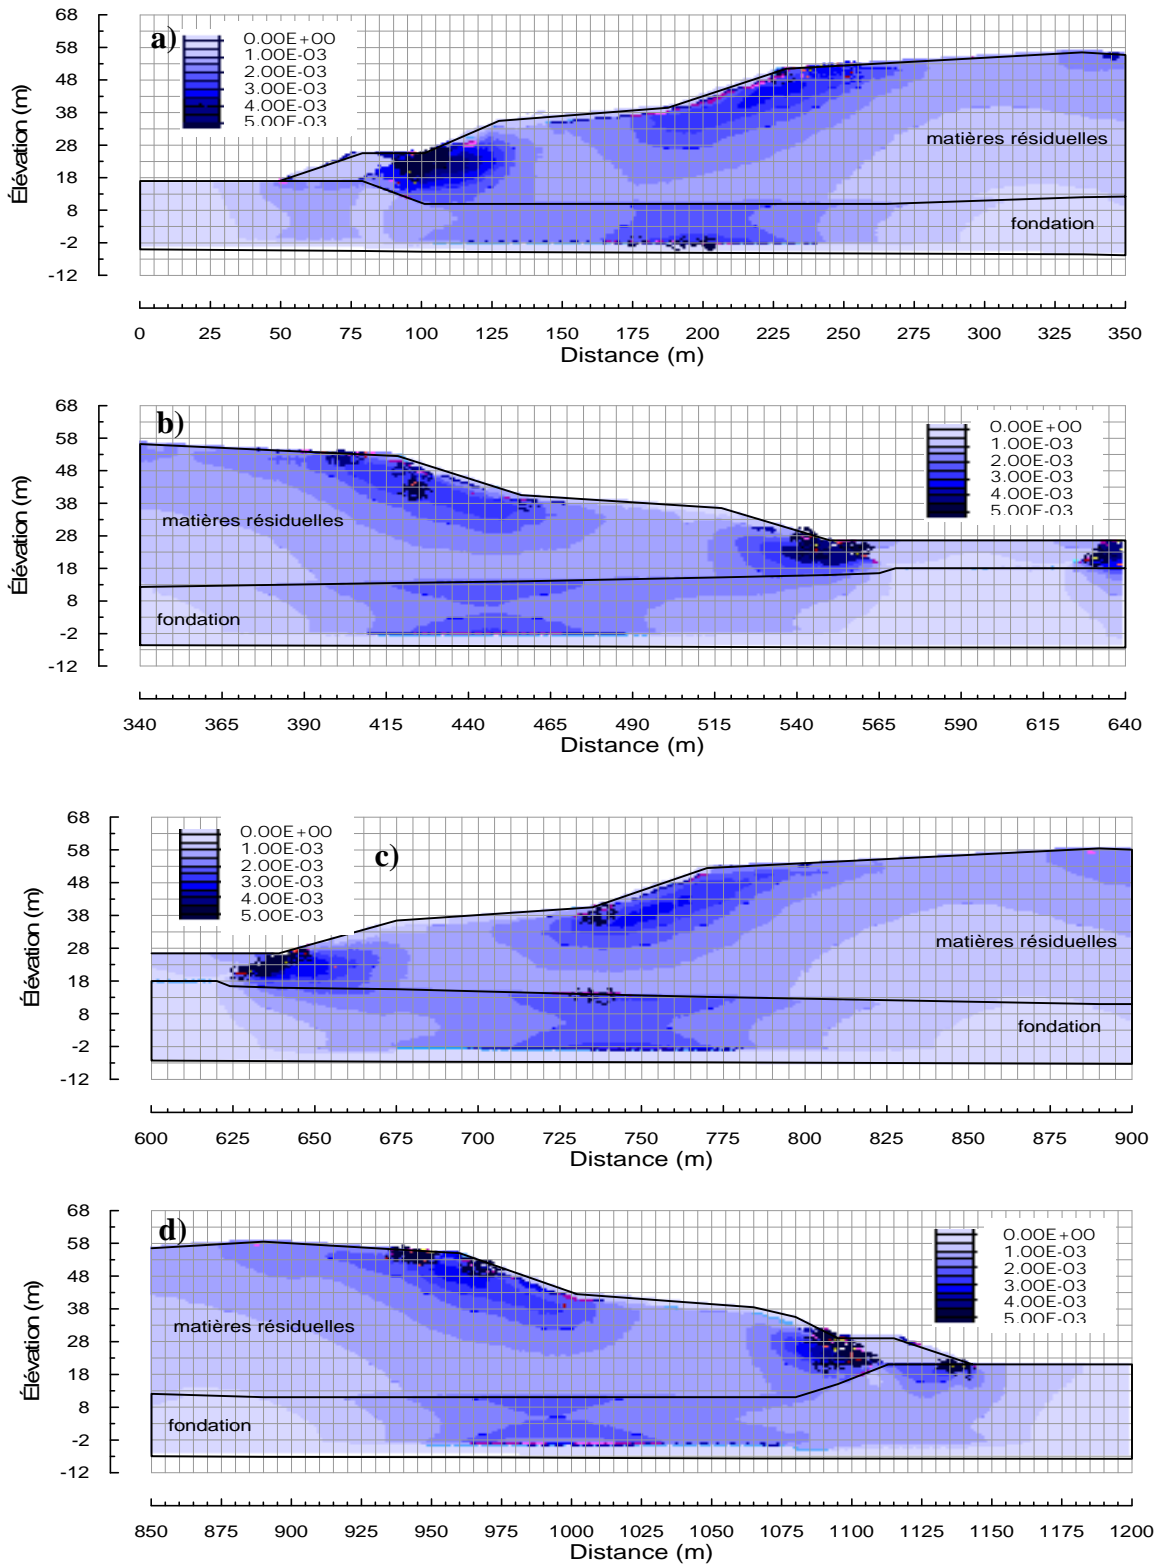 a)
0.00E+00
1.00E-03
2.00E-03
3.00E-03
4.00E-03
5.00E-03
68
58
48
38
28
18
8
-2
-12
Élévation (m)
matières résiduelles
fondation
0 25 50 75 100 125 150 175 200 225 250 275 300 325 350
Distance (m)
b)
0.00E+00
1.00E-03
2.00E-03
3.00E-03
4.00E-03
5.00E-03
68
58
48
38
28
18
8
-2
-12
Élévation (m)
matières résiduelles
fondation
340 365 390 415 440 465 490 515 540 565 590 615 640
Distance (m)
c)
0.00E+00
1.00E-03
2.00E-03
3.00E-03
4.00E-03
5.00E-03
68
58
48
38
28
18
8
-2
-12
Élévation (m)
matières résiduelles
fondation
600 625 650 675 700 725 750 775 800 825 850 875 900
Distance (m)
d)
0.00E+00
1.00E-03
2.00E-03
3.00E-03
4.00E-03
5.00E-03
68
58
48
38
28
18
8
-2
-12
Élévation (m)
matières résiduelles
fondation
850 875 900 925 950 975 1000 1025 1050 1075 1100 1125 1150 1175 1200
Distance (m)